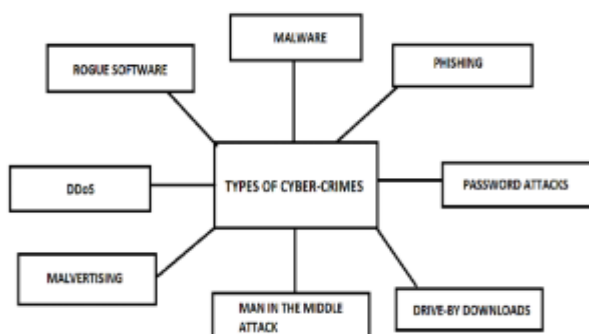 MALWARE
ROGUE SOFTWARE
PHISHING
TYPES OF CYBER-CRIMES
DDoS
PASSWORD ATTACKS
MALVERTISING
MAN IN THE MIDDLE
ATTACK
DRIVE-BY DOWNLOADS